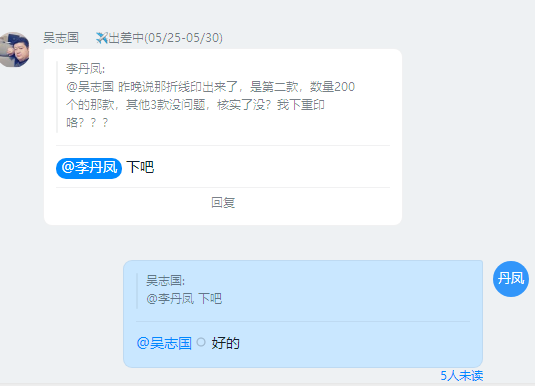 吴志国 ✈️出差中(05/25-05/30)
李丹凤:
@吴志国 昨晚说那折线印出来了，是第二款，数量200
个的那款，其他3款没问题，核实了没？我下重印
咯？？？
@李丹凤 下吧
回复
吴志国:
@李丹凤 下吧
丹凤
@吴志国 好的
5人未读